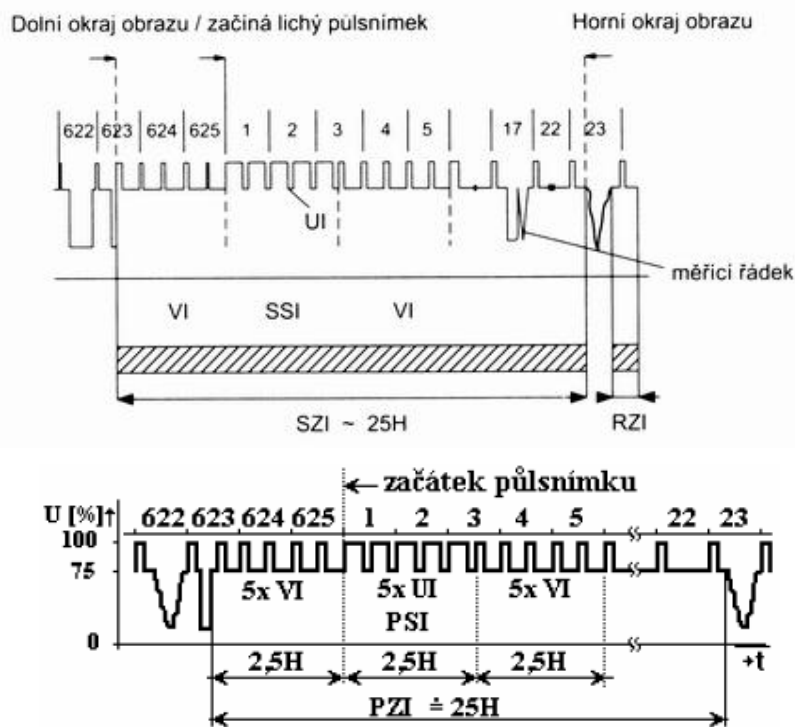 Dolní okraj obrazu / začíná lichý půlsnímek
Horní okraj obrazu
622 623 624 625 1 2 3 4 5 17 22 23
UI
měřicí řádek
VI SSI VI
SZI ~ 25H
RZI
začátek půlsnímku
U [%] 622 623 624 625 1 2 3 4 5 22 23
100
75
5x VI 5x UI 5x VI
PSI
0
+t
2,5H 2,5H 2,5H
PZI ≐ 25H